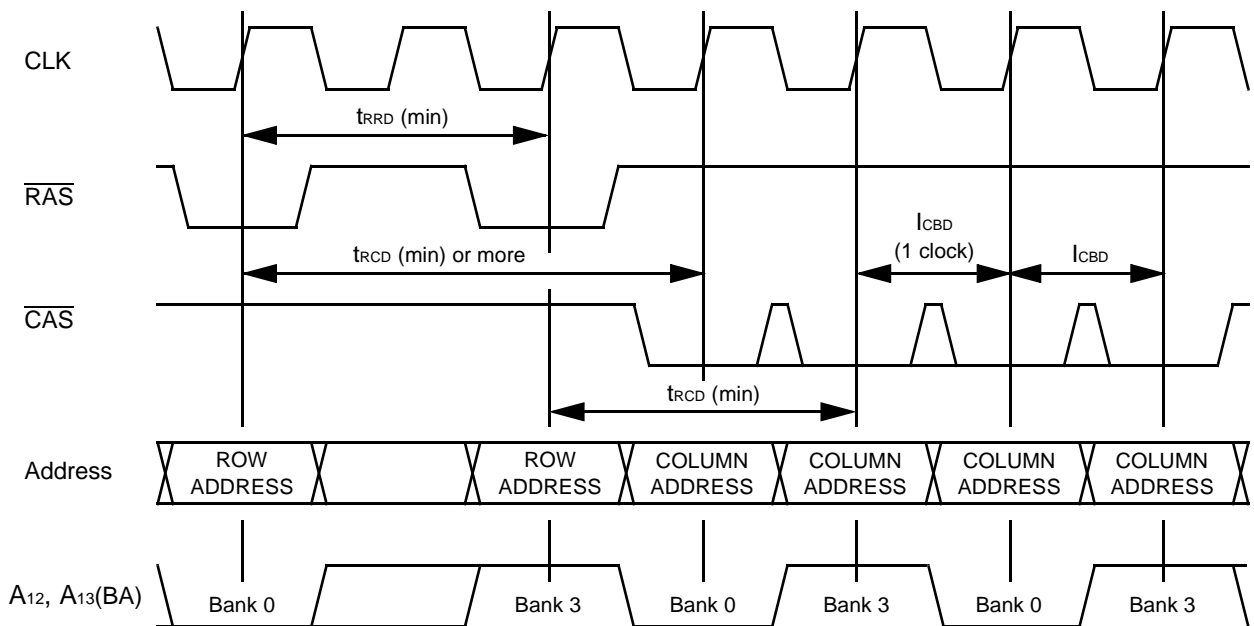 CLK
tRRD (min)
RAS
tRCD (min) or more
ICBD
(1 clock)
ICBD
CAS
tRCD (min)
Address
ROW
ADDRESS
ROW
ADDRESS
COLUMN
ADDRESS
COLUMN
ADDRESS
COLUMN
ADDRESS
COLUMN
ADDRESS
A12, A13(BA)
Bank 0
Bank 3
Bank 0
Bank 3
Bank 0
Bank 3